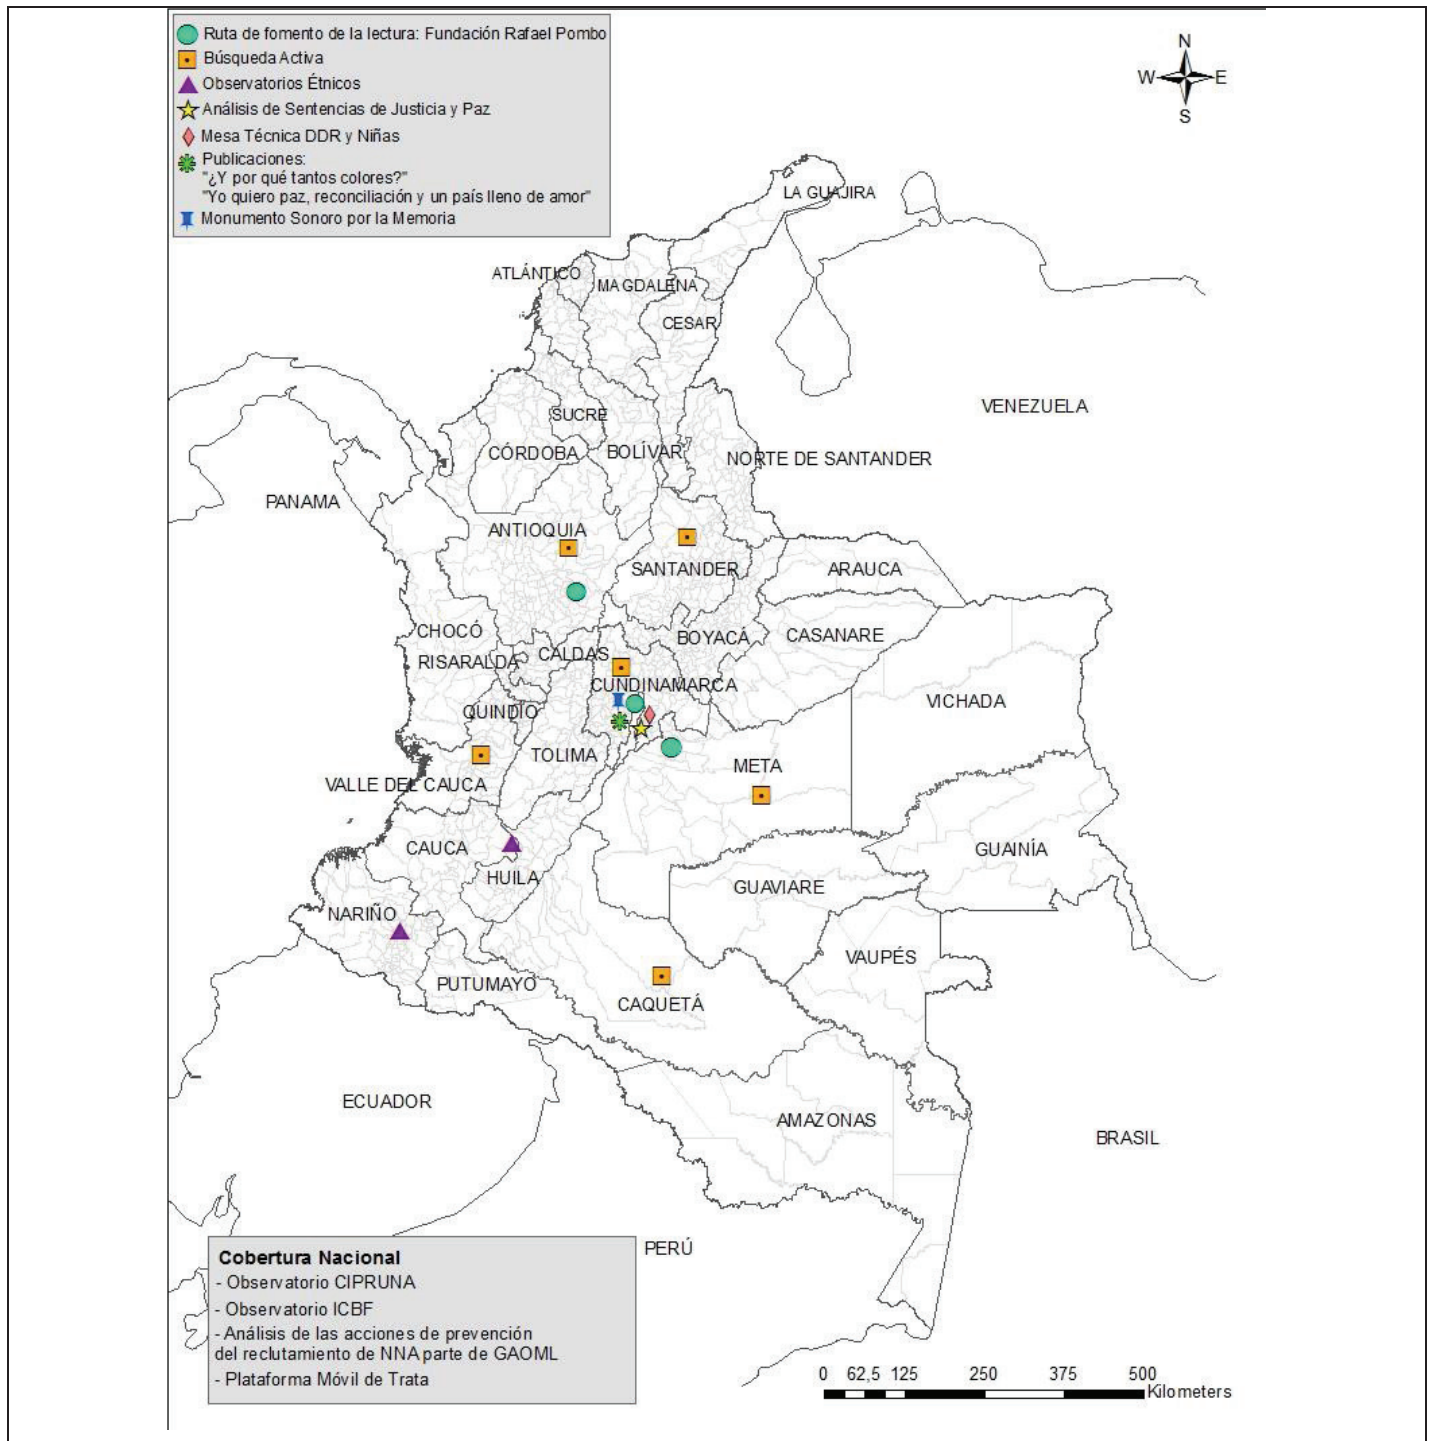 Ruta de fomento de la lectura: Fundación Rafael Pombo
Búsqueda Activa
Observatorios Étnicos
Análisis de Sentencias de Justicia y Paz
Mesa Técnica DDR y Niñas
Publicaciones:
"¿Y por qué tantos colores?"
"Yo quiero paz, reconciliación y un país lleno de amor"
Monumento Sonoro por la Memoria
N
W E
S
LA GUAJIRA
ATLÁNTICO
MAGDALENA
CESAR
VENEZUELA
SUCRE
CÓRDOBA
BOLÍVAR
NORTE DE SANTANDER
PANAMA
ANTIOQUIA
SANTANDER
ARAUCA
CHOCÓ
BOYACÁ
CASANARE
CALDAS
RISARALDA
CUNDINAMARCA
VICHADA
QUINDÍO
TOLIMA
META
VALLE DEL CAUCA
CAUCA
GUAINÍA
HUILA
GUAVIARE
NARIÑO
VAUPÉS
PUTUMAYO
CAQUETÁ
ECUADOR
AMAZONAS
BRASIL
PERÚ
Cobertura Nacional
- Observatorio CIPRUNA
- Observatorio ICBF
- Análisis de las acciones de prevención
del reclutamiento de NNA parte de GAOML
- Plataforma Móvil de Trata
0 62,5 125 250 375 500
Kilometers